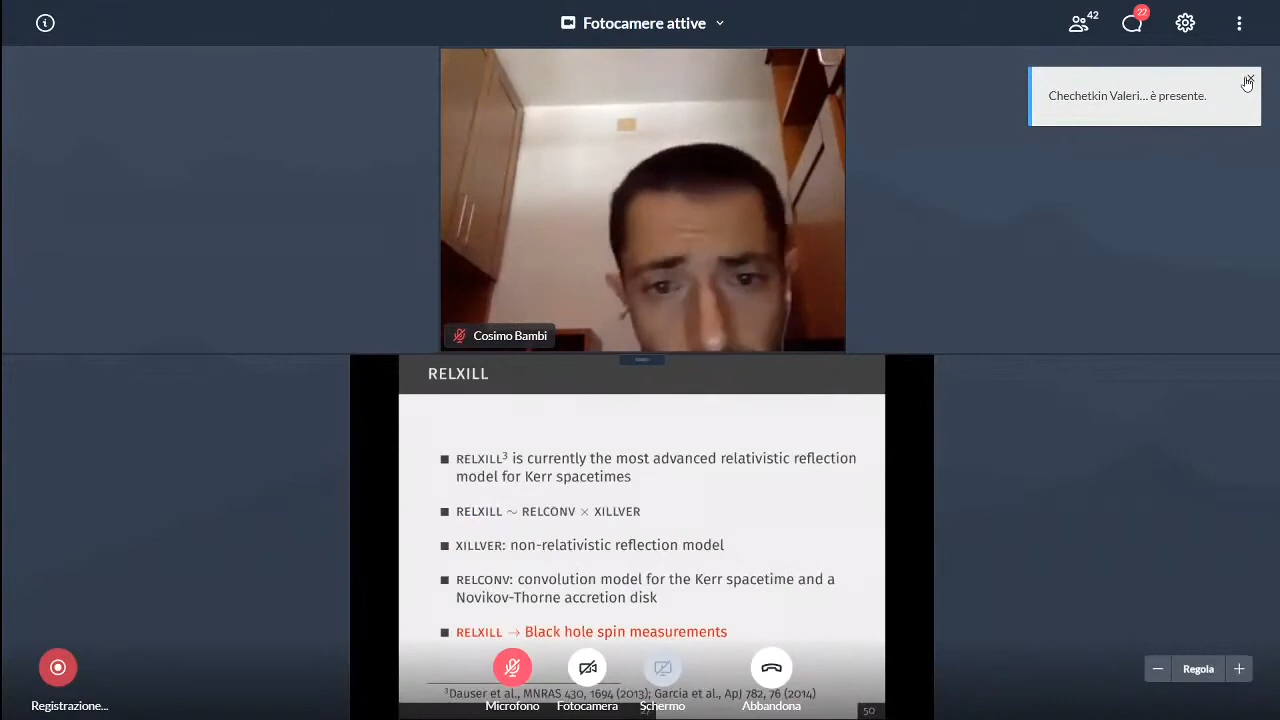 Fotocamere attive
42
22
Chechetkin Valeri... è presente.
Cosimo Bambi
RELXILL
■ RELXILL³ is currently the most advanced relativistic reflection
model for Kerr spacetimes
■ RELXILL ~ RELCONV × XILLVER
■ XILLVER: non-relativistic reflection model
■ RELCONV: convolution model for the Kerr spacetime and a
Novikov-Thorne accretion disk
■ RELXILL → Black hole spin measurements
³Dauser et al., MNRAS 430, 1694 (2013); Garcia et al., ApJ 782, 76 (2014)
50
Registrazione...
Microfono
Fotocamera
Schermo
Abbandona
Regola